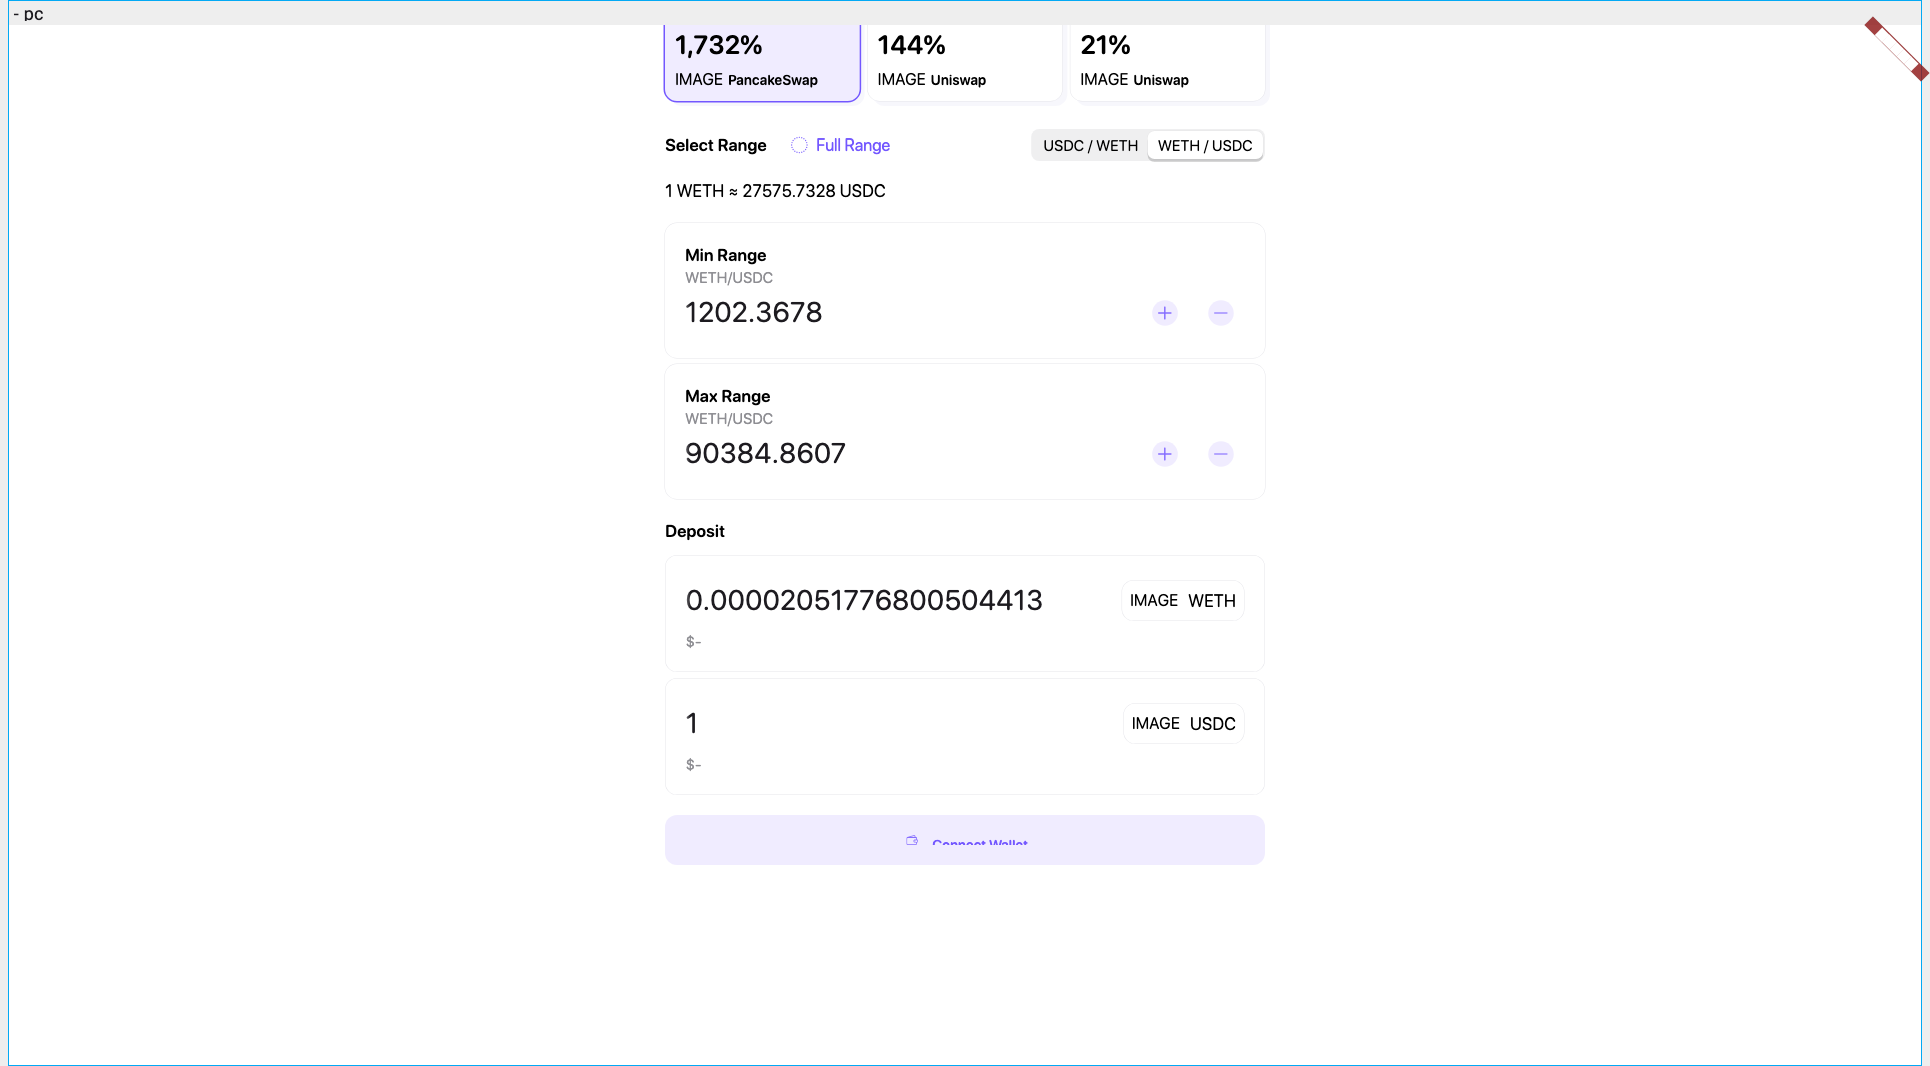 - pc
1,732% 144% 21%
IMAGE PancakeSwap IMAGE Uniswap IMAGE Uniswap
Select Range Full Range USDC / WETH WETH / USDC
1 WETH ≈ 27575.7328 USDC
Min Range
WETH/USDC
1202.3678
Max Range
WETH/USDC
90384.8607
Deposit
0.00002051776800504413 IMAGE WETH
$-
1 IMAGE USDC
$-
Connect Wallet